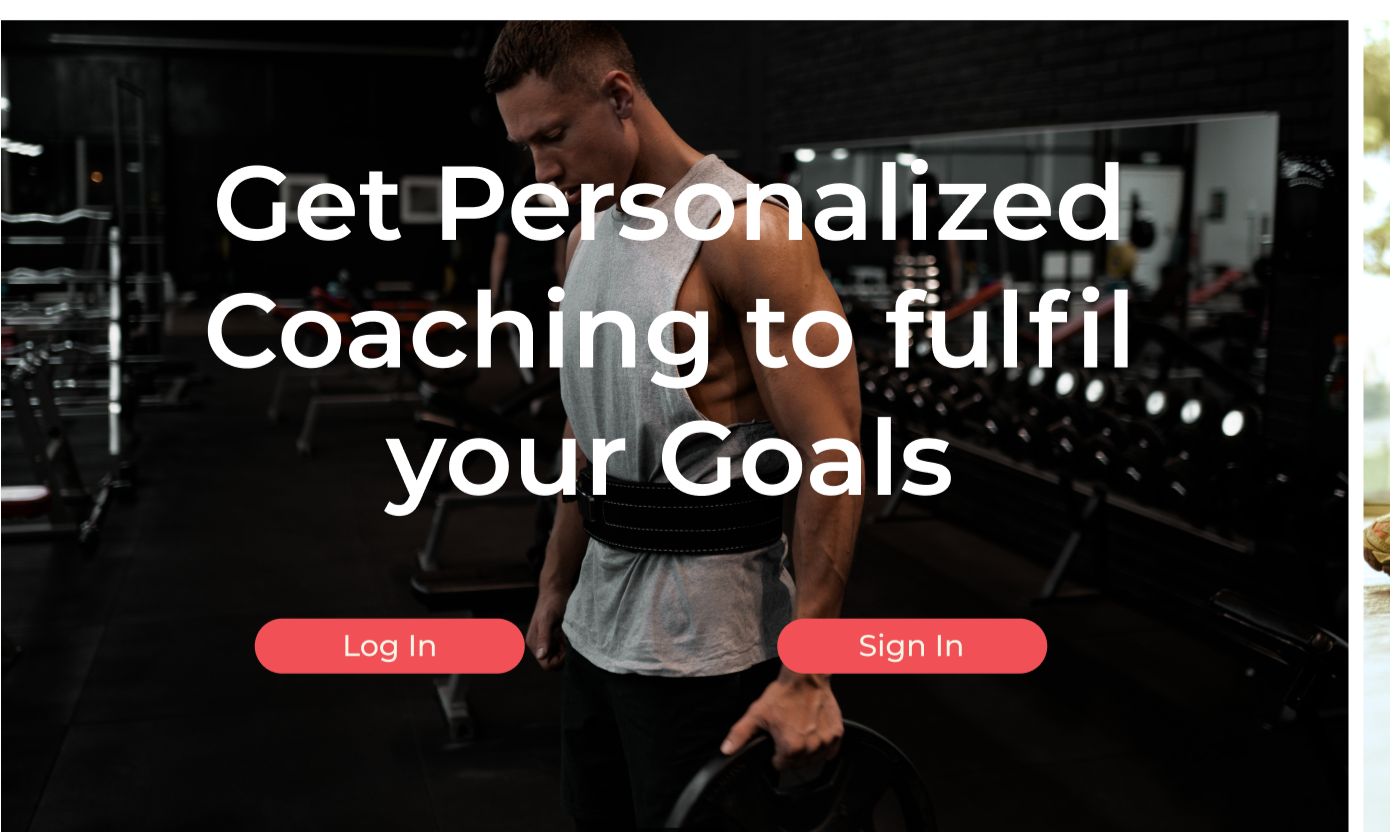 Get Personalized
Coaching to fulfil
your Goals
Log In
Sign In